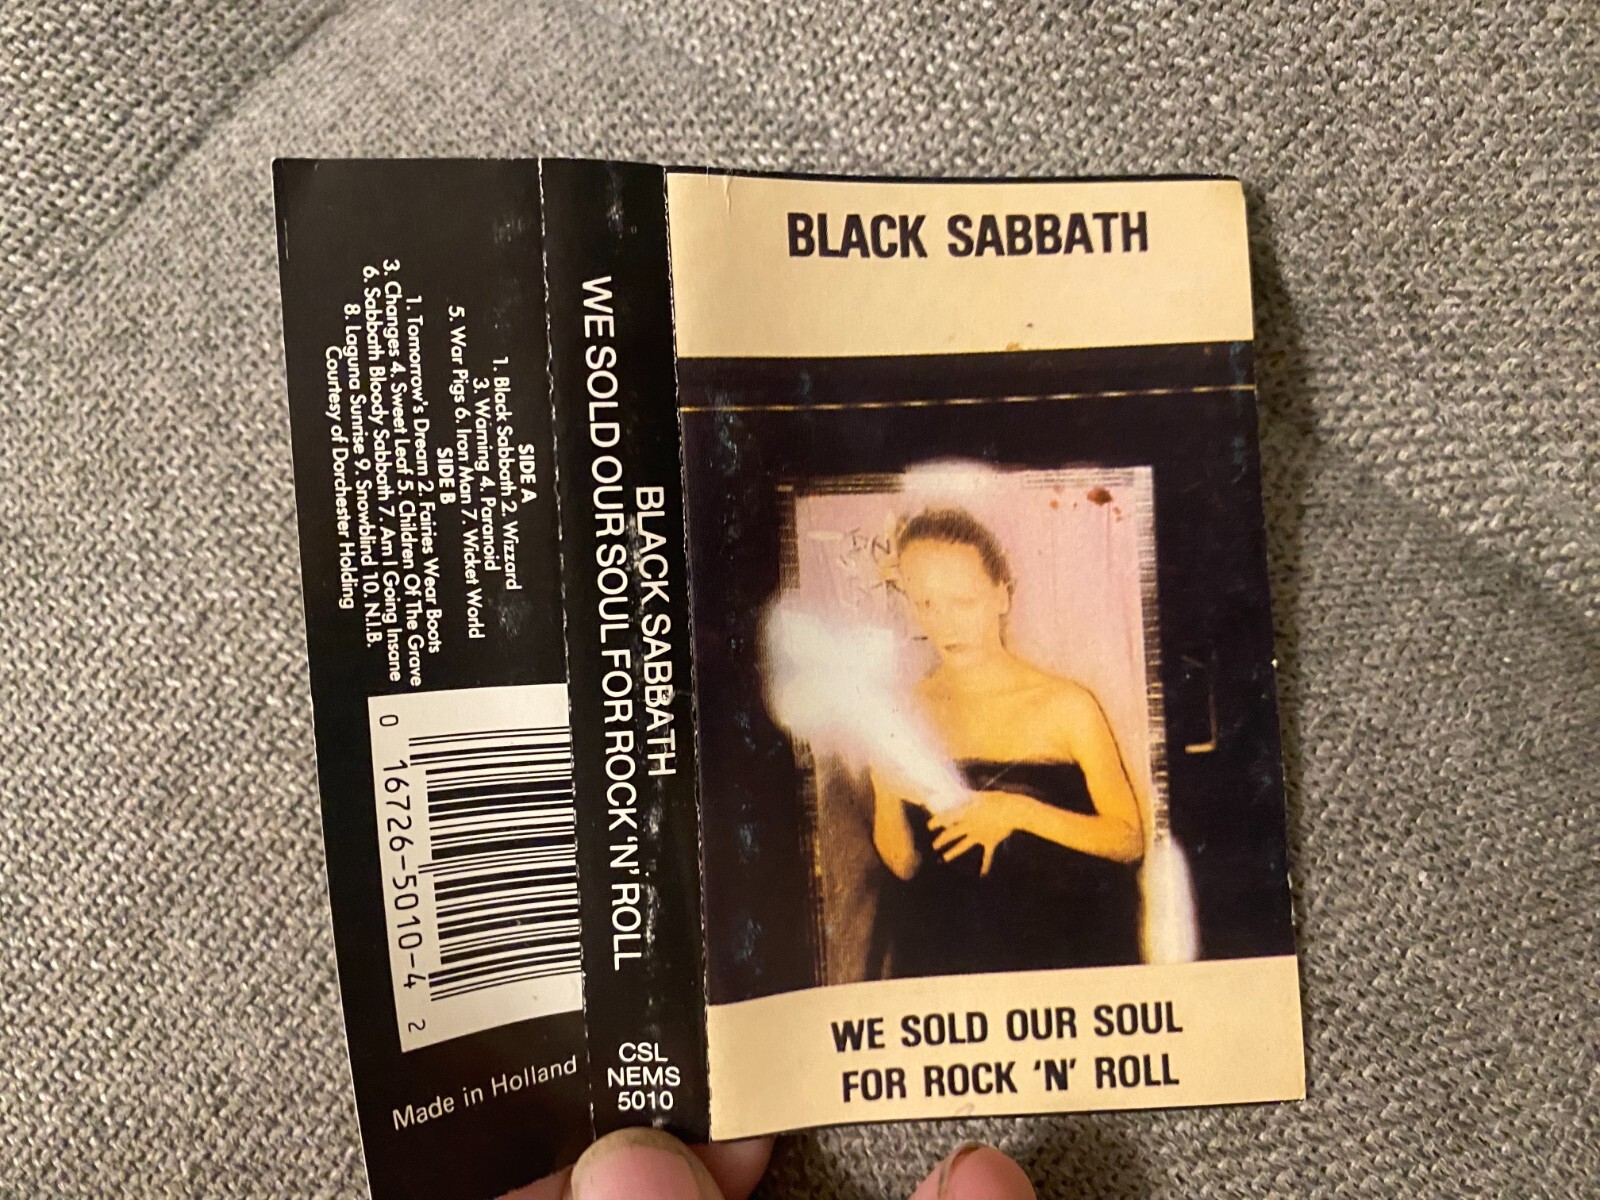 BLACK SABBATH
WE SOLD OUR SOUL
FOR ROCK 'N' ROLL
BLACK SABBATH
WE SOLD OUR SOUL FOR ROCK 'N' ROLL
CSL
NEMS
5010
SIDE A
1. Black Sabbath 2. Wizzard
3. Warning 4. Paranoid
5. War Pigs 6. Iron Man 7. Wicket World
SIDE B
1. Tomorrow's Dream 2. Fairies Wear Boots
3. Changes 4. Sweet Leaf 5. Children Of The Grave
6. Sabbath Bloody Sabbath 7. Am I Going Insane
8. Laguna Sunrise 9. Snowblind 10. N.I.B.
Courtesy of Dorchester Holding
0 16726-5010-4 2
Made in Holland